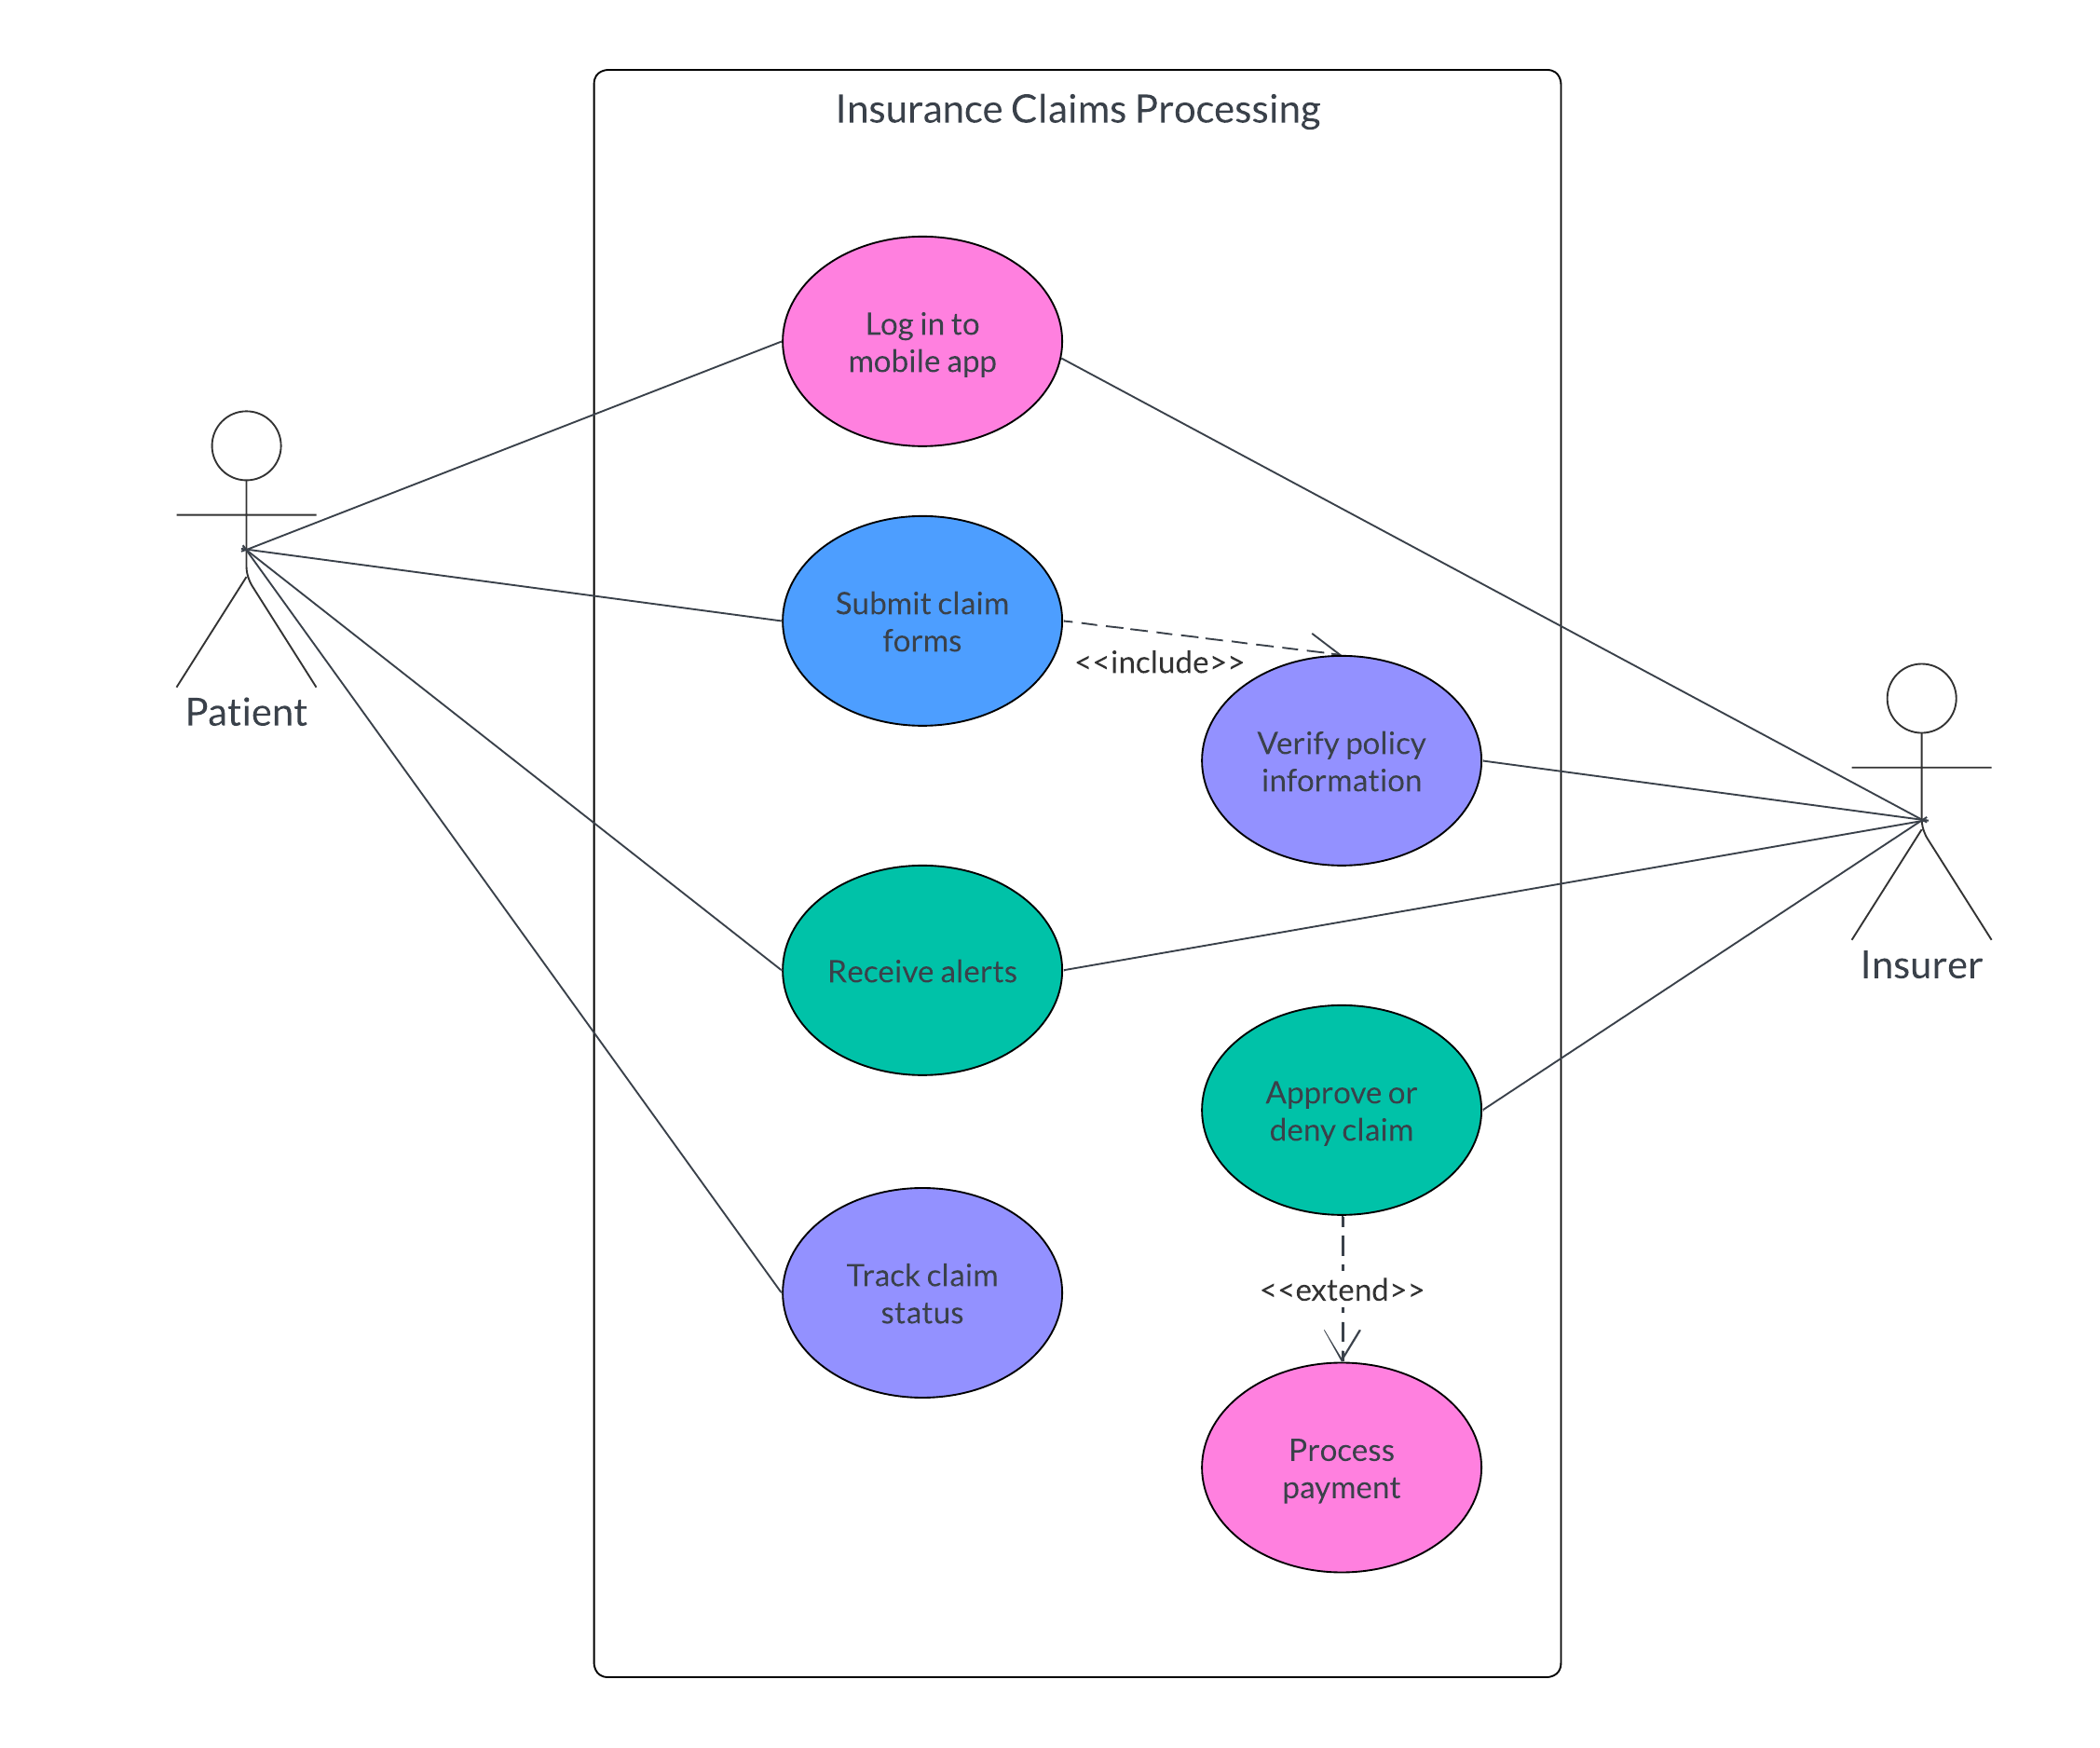 Insurance Claims Processing
Log in to
mobile app
Submit claim
forms
<<include>>
Patient
Verify policy
information
Receive alerts
Insurer
Approve or
deny claim
Track claim
status
<<extend>>
Process
payment